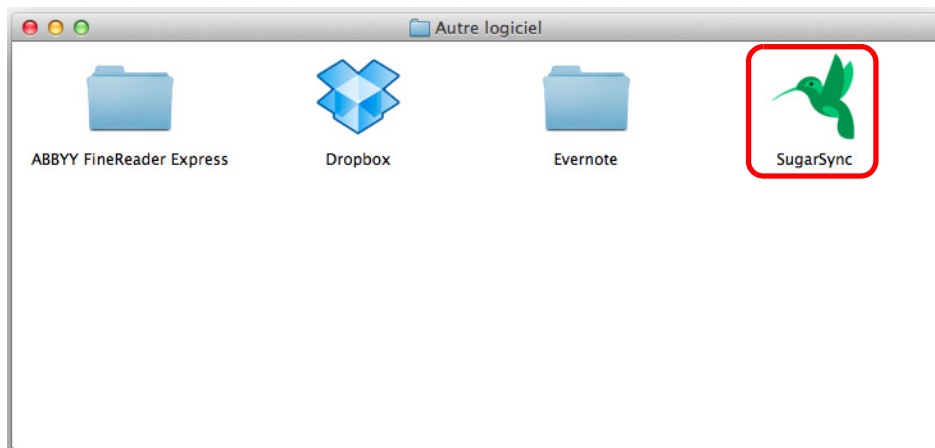 Autre logiciel
ABBYY FineReader Express
Dropbox
Evernote
SugarSync